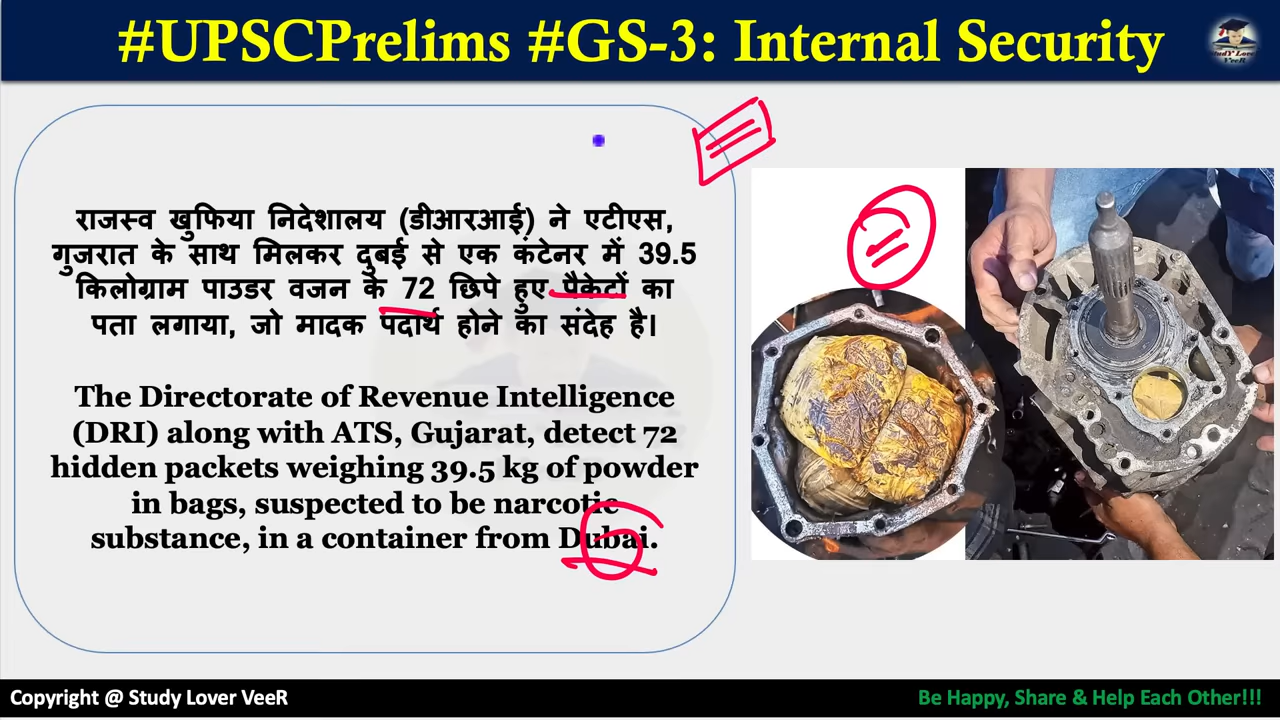 #UPSCPrelims #GS-3: Internal Security
StudY LoveR
VeeR
राजस्व खुफिया निदेशालय (डीआरआई) ने एटीएस,
गुजरात के साथ मिलकर दुबई से एक कंटेनर में 39.5
किलोग्राम पाउडर वजन के 72 छिपे हुए पैकेटों का
पता लगाया, जो मादक पदार्थ होने का संदेह है।
The Directorate of Revenue Intelligence
(DRI) along with ATS, Gujarat, detect 72
hidden packets weighing 39.5 kg of powder
in bags, suspected to be narcotic
substance, in a container from Dubai.
Copyright @ Study Lover VeeR
Be Happy, Share & Help Each Other!!!